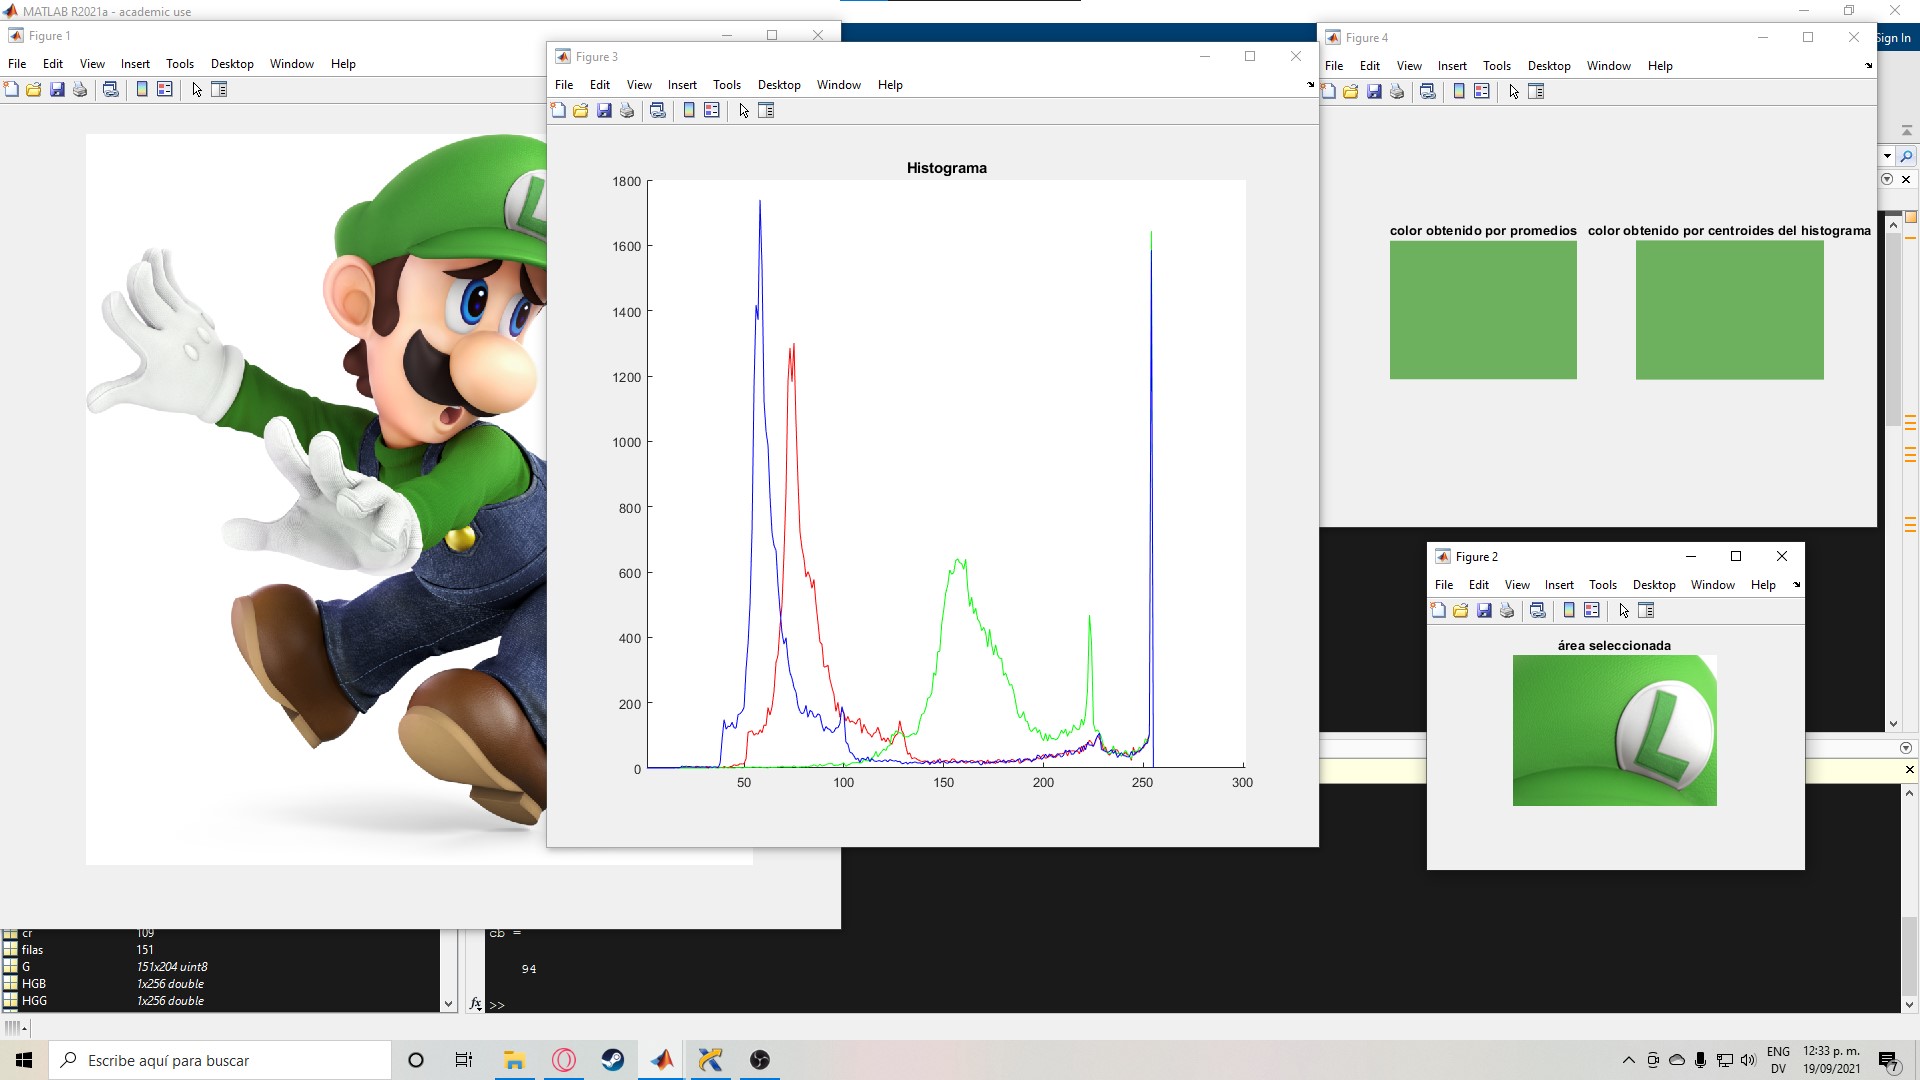 MATLAB R2021a - academic use
Sign In
Figure 1
File Edit View Insert Tools Desktop Window Help
L
Figure 3
File Edit View Insert Tools Desktop Window Help
Histograma
1800
1600
1400
1200
1000
800
600
400
200
0
50 100 150 200 250 300
Figure 4
File Edit View Insert Tools Desktop Window Help
color obtenido por promedios color obtenido por centroides del histograma
Figure 2
File Edit View Insert Tools Desktop Window Help
área seleccionada
L
cr 109
filas 151
G 151x204 uint8
HGB 1x256 double
HGG 1x256 double
cb =
94
fx >>
Escribe aquí para buscar
ENG
DV
12:33 p. m.
19/09/2021
7